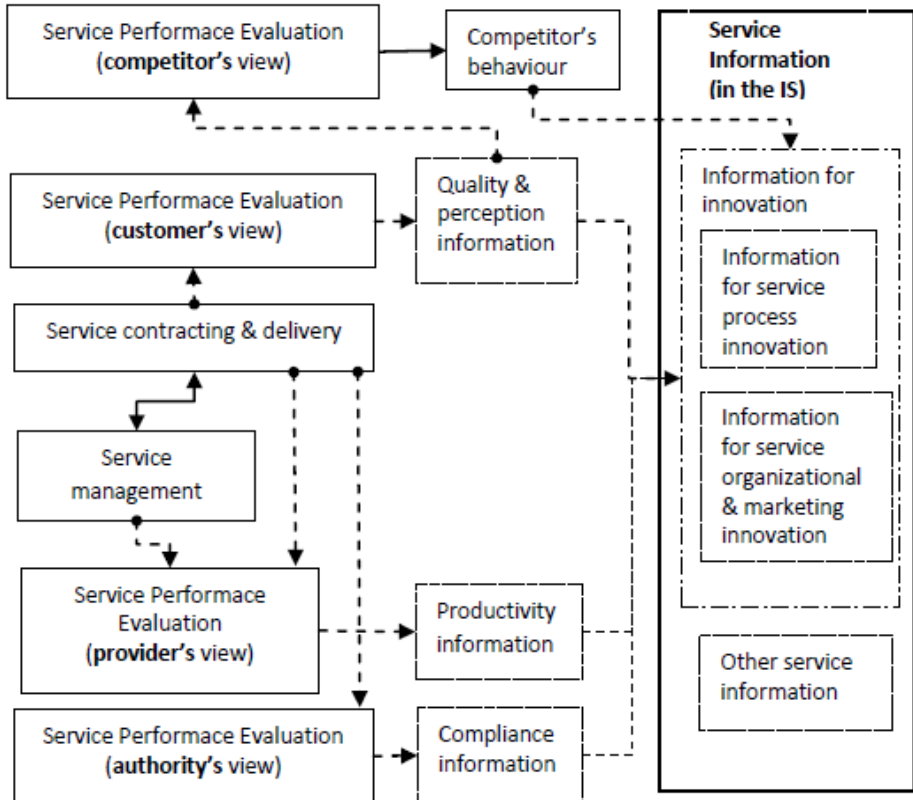 Service Performace Evaluation
(competitor's view)
Competitor's
behaviour
Service
Information
(in the IS)
Service Performace Evaluation
(customer's view)
Quality &
perception
information
Information for
innovation
Information
for service
process
innovation
Service contracting & delivery
Information
for service
organizational
& marketing
innovation
Service
management
Service Performace
Evaluation
(provider's view)
Productivity
information
Other service
information
Service Performace Evaluation
(authority's view)
Compliance
information